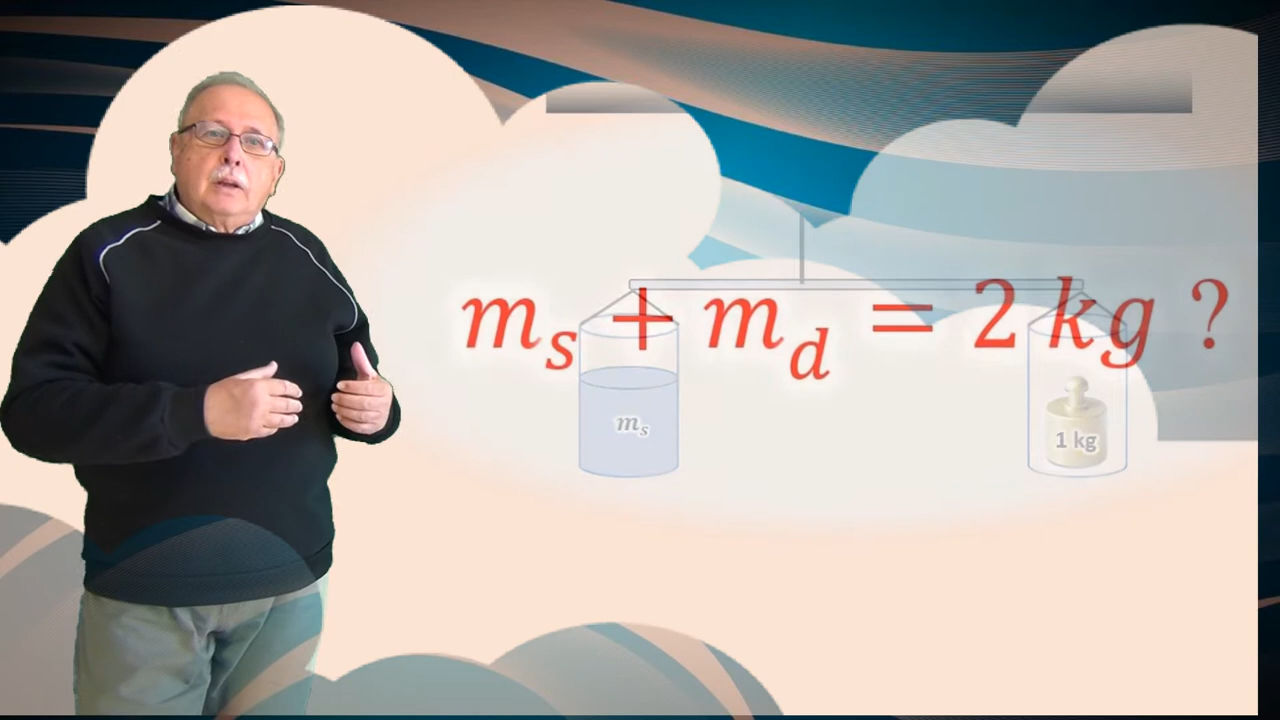 m_s + m_d = 2 kg ?
m_s
1 kg